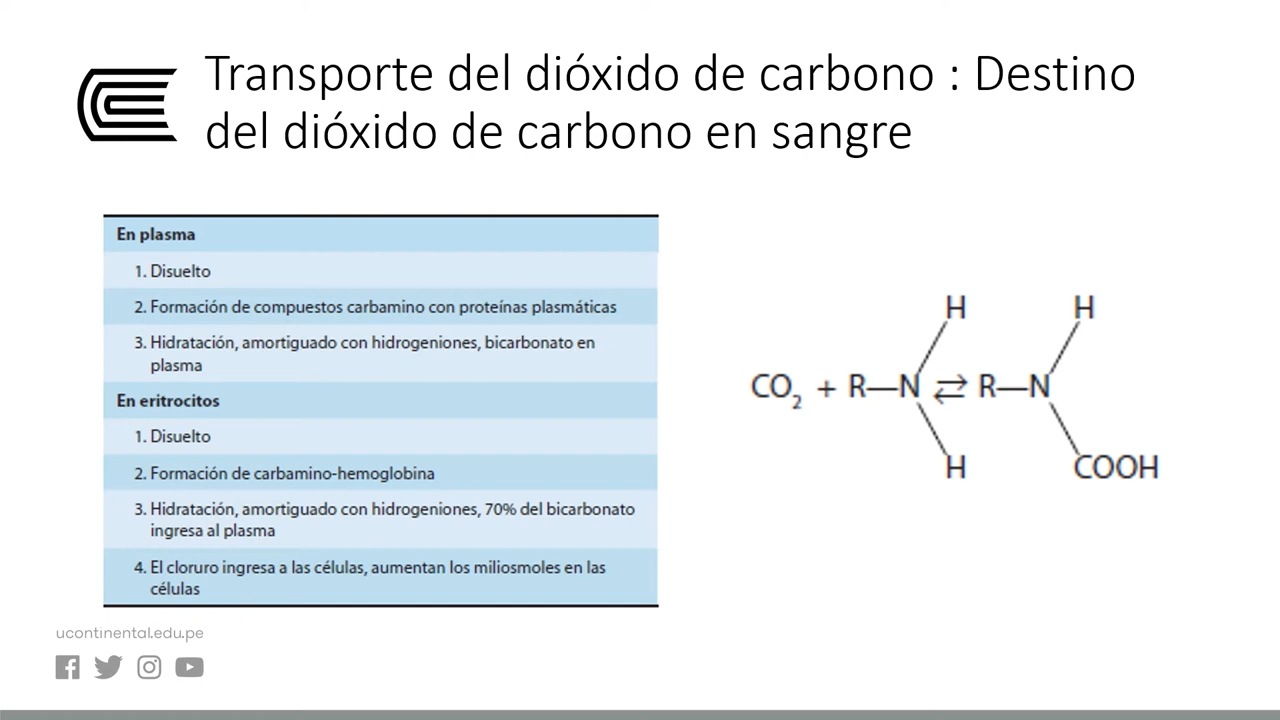 Transporte del dióxido de carbono : Destino
del dióxido de carbono en sangre
En plasma
1. Disuelto
2. Formación de compuestos carbamino con proteínas plasmáticas
3. Hidratación, amortiguado con hidrogeniones, bicarbonato en
plasma
En eritrocitos
1. Disuelto
2. Formación de carbamino-hemoglobina
3. Hidratación, amortiguado con hidrogeniones, 70% del bicarbonato
ingresa al plasma
4. El cloruro ingresa a las células, aumentan los miliosmoles en las
células
H H
CO₂ + R—N ⇄ R—N
H COOH
ucontinental.edu.pe